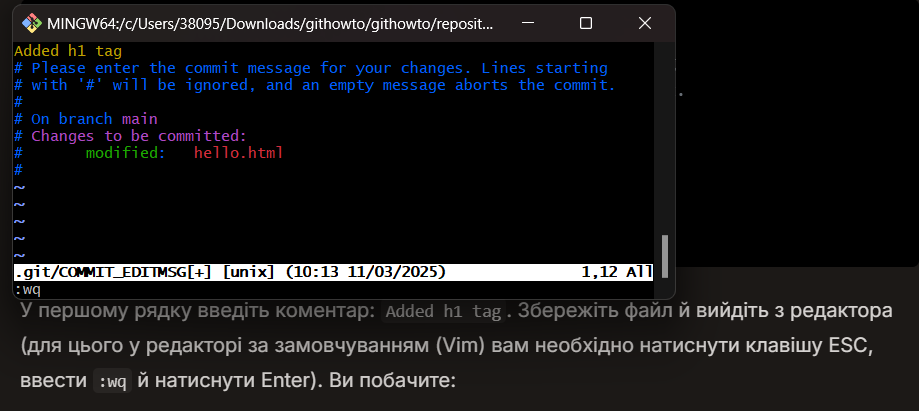 MINGW64:/c/Users/38095/Downloads/githowto/githowto/reposit...
Added h1 tag
# Please enter the commit message for your changes. Lines starting
# with '#' will be ignored, and an empty message aborts the commit.
#
# On branch main
# Changes to be committed:
#       modified:   hello.html
#
~
~
~
~
~
.git/COMMIT_EDITMSG[+] [unix] (10:13 11/03/2025) 1,12 All
:wq
У першому рядку введіть коментар: Added h1 tag. Збережіть файл й вийдіть з редактора
(для цього у редакторі за замовчуванням (Vim) вам необхідно натиснути клавішу ESC,
ввести :wq й натиснути Enter). Ви побачите: